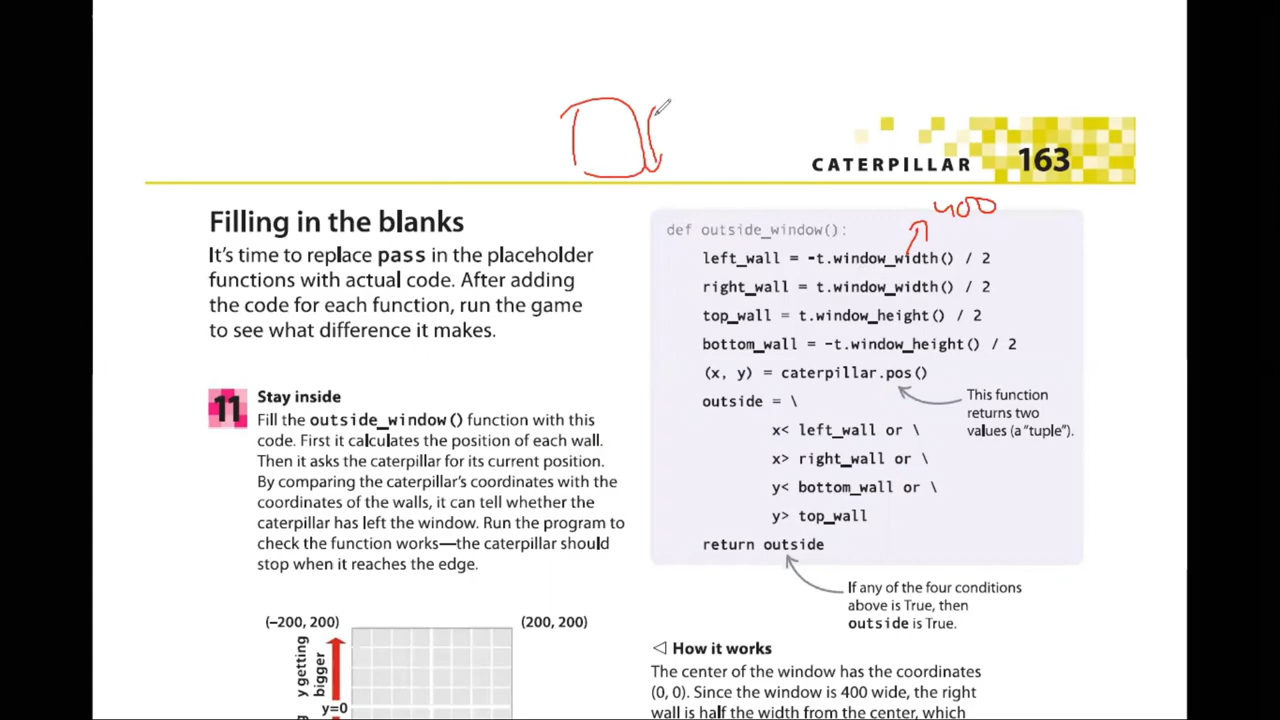 CATERPILLAR 163
Filling in the blanks
It's time to replace pass in the placeholder
functions with actual code. After adding
the code for each function, run the game
to see what difference it makes.
11
Stay inside
Fill the outside_window() function with this
code. First it calculates the position of each wall.
Then it asks the caterpillar for its current position.
By comparing the caterpillar's coordinates with the
coordinates of the walls, it can tell whether the
caterpillar has left the window. Run the program to
check the function works—the caterpillar should
stop when it reaches the edge.
(–200, 200)
(200, 200)
y getting
bigger
y=0
400
def outside_window():
left_wall = -t.window_width() / 2
right_wall = t.window_width() / 2
top_wall = t.window_height() / 2
bottom_wall = -t.window_height() / 2
(x, y) = caterpillar.pos()
outside = \
x< left_wall or \
x> right_wall or \
y< bottom_wall or \
y> top_wall
return outside
This function
returns two
values (a "tuple").
If any of the four conditions
above is True, then
outside is True.
◁ How it works
The center of the window has the coordinates
(0, 0). Since the window is 400 wide, the right
wall is half the width from the center, which